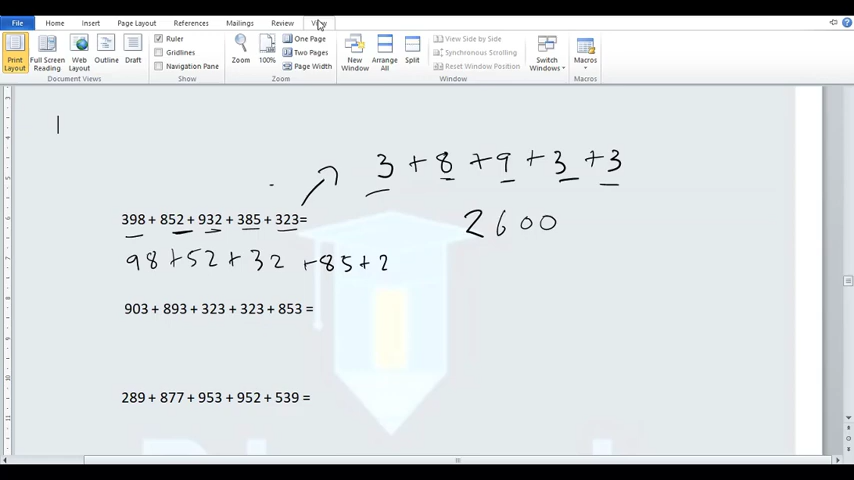 File Home Insert Page Layout References Mailings Review View
Print Layout Full Screen Reading Web Layout Outline Draft
Document Views
Ruler
Gridlines
Navigation Pane
Show
Zoom 100%
One Page
Two Pages
Page Width
Zoom
New Window Arrange All Split
View Side by Side
Synchronous Scrolling
Reset Window Position
Switch Windows
Window
Macros
Macros
3 + 8 + 9 + 3 + 3
398 + 852 + 932 + 385 + 323=
2600
98 + 52 + 32 + 85 + 2
903 + 893 + 323 + 323 + 853 =
289 + 877 + 953 + 952 + 539 =